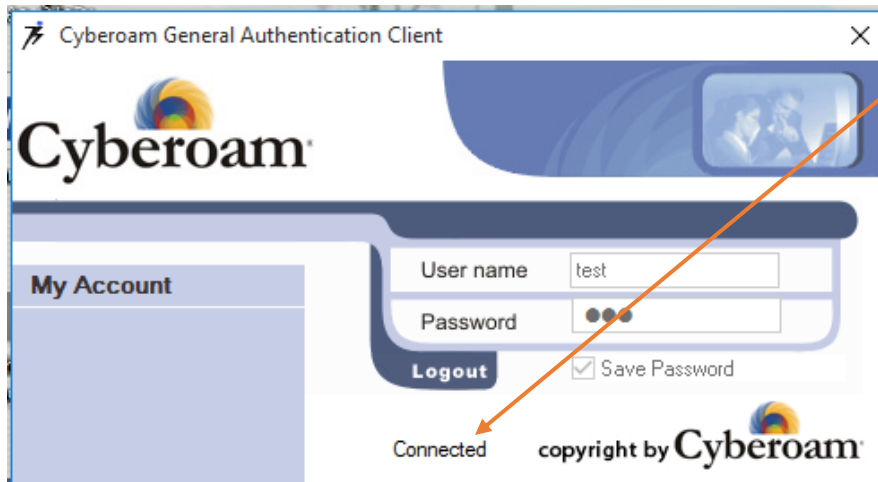 Cyberoam General Authentication Client
Cyberoam
My Account
User name test
Password
Logout Save Password
Connected copyright by Cyberoam